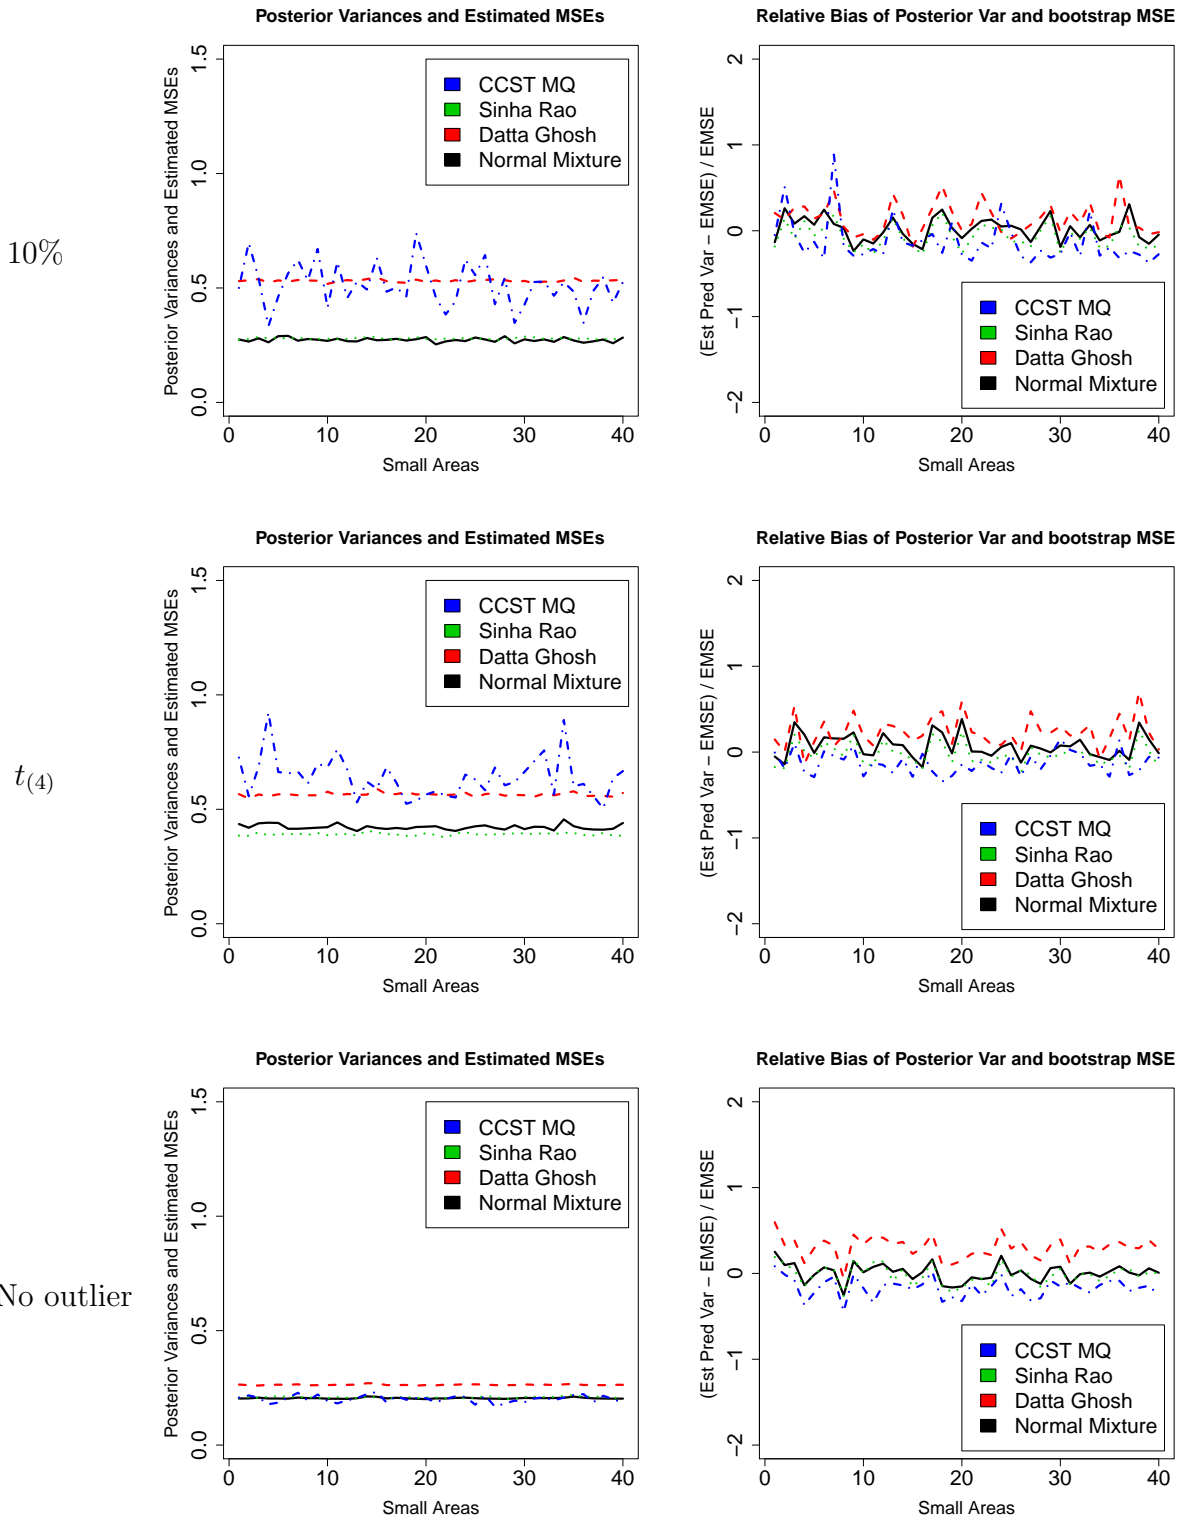 Posterior Variances and Estimated MSEs
Relative Bias of Posterior Var and bootstrap MSE
10%
Posterior Variances and Estimated MSEs
0.0
0.5
1.0
1.5
CCST MQ
Sinha Rao
Datta Ghosh
Normal Mixture
0
10
20
30
40
Small Areas
(Est Pred Var − EMSE) / EMSE
−2
−1
0
1
2
CCST MQ
Sinha Rao
Datta Ghosh
Normal Mixture
0
10
20
30
40
Small Areas
Posterior Variances and Estimated MSEs
Relative Bias of Posterior Var and bootstrap MSE
t(4)
Posterior Variances and Estimated MSEs
0.0
0.5
1.0
1.5
CCST MQ
Sinha Rao
Datta Ghosh
Normal Mixture
0
10
20
30
40
Small Areas
(Est Pred Var − EMSE) / EMSE
−2
−1
0
1
2
CCST MQ
Sinha Rao
Datta Ghosh
Normal Mixture
0
10
20
30
40
Small Areas
Posterior Variances and Estimated MSEs
Relative Bias of Posterior Var and bootstrap MSE
No outlier
Posterior Variances and Estimated MSEs
0.0
0.5
1.0
1.5
CCST MQ
Sinha Rao
Datta Ghosh
Normal Mixture
0
10
20
30
40
Small Areas
(Est Pred Var − EMSE) / EMSE
−2
−1
0
1
2
CCST MQ
Sinha Rao
Datta Ghosh
Normal Mixture
0
10
20
30
40
Small Areas